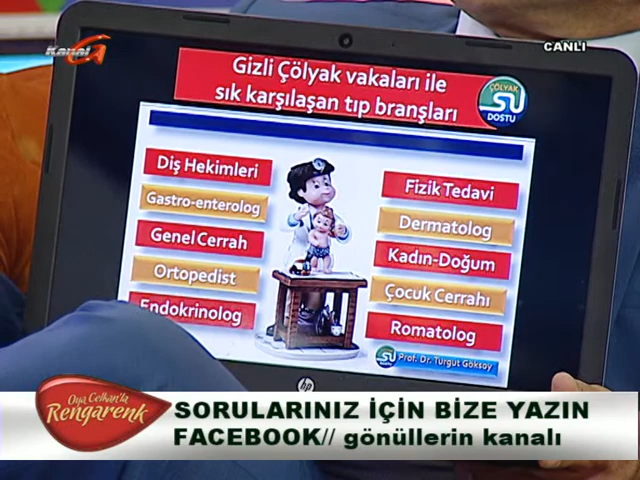 Kanal G
CANLI
Gizli Çölyak vakaları ile
sık karşılaşan tıp branşları
ÇÖLYAK
SU
DOSTU
Diş Hekimleri
Gastro-enterolog
Genel Cerrah
Ortopedist
Endokrinolog
Fizik Tedavi
Dermatolog
Kadın-Doğum
Çocuk Cerrahı
Romatolog
Prof. Dr. Turgut Göksoy
hp
Oya Celkan'la
Rengarenk
SORULARINIZ İÇİN BİZE YAZIN
FACEBOOK// gönüllerin kanalı